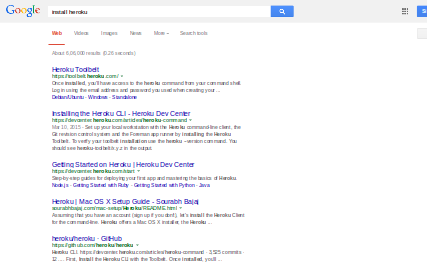 Google install heroku
Web Videos Images News More Search tools
About 6,06,000 results (0.26 seconds)
Heroku Toolbelt
https://toolbelt.heroku.com/
Once installed, you'll have access to the heroku command from your command shell.
Log in using the email address and password you used when creating your ...
Debian/Ubuntu - Windows - Standalone
Installing the Heroku CLI - Heroku Dev Center
https://devcenter.heroku.com/articles/heroku-command
Mar 10, 2015 - Set up your local workstation with the Heroku command-line client, the
Git revision control system and the Foreman app runner by installing the Heroku
Toolbelt. To verify your toolbelt installation use the heroku --version command. You
should see heroku-toolbelt/x.y.z in the output
Getting Started on Heroku | Heroku Dev Center
https://devcenter.heroku.com/start
Step-by-step guides for deploying your first app and mastering the basics of Heroku.
Node.js - Getting Started with Ruby - Getting Started with Python - Java
Heroku | Mac OS X Setup Guide - Sourabh Bajaj
sourabhbajaj.com/mac-setup/Heroku/README.html
Assuming that you have an account (sign up if you don't), let's install the Heroku Client
for the command-line. Heroku offers a Mac OS X installer, the Heroku ...
heroku/heroku · GitHub
https://github.com/heroku/heroku
Heroku CLI. https://devcenter.heroku.com/articles/heroku-command - 3,525 commits -
12 ... First, Install the Heroku CLI with the Toolbelt. Once installed, you'll ...